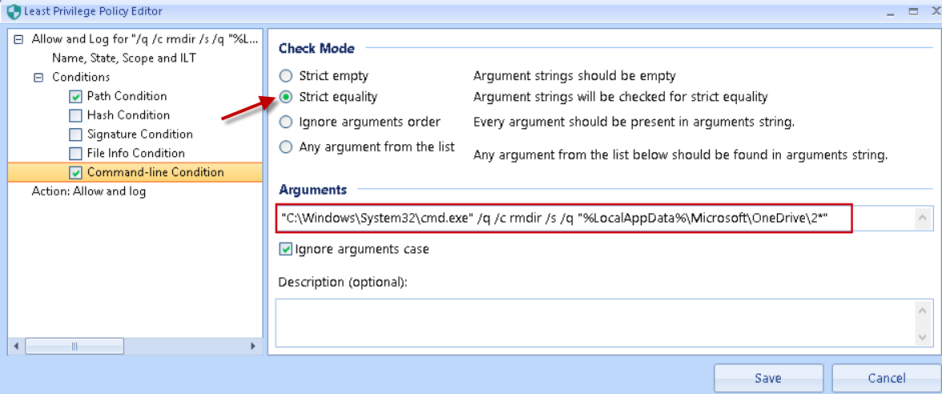 Least Privilege Policy Editor
Allow and Log for "/q /c rmdir /s /q "%L...
Name, State, Scope and ILT
Conditions
Path Condition
Hash Condition
Signature Condition
File Info Condition
Command-line Condition
Action: Allow and log
Check Mode
Strict empty Argument strings should be empty
Strict equality Argument strings will be checked for strict equality
Ignore arguments order Every argument should be present in arguments string.
Any argument from the list Any argument from the list below should be found in arguments string.
Arguments
"C:\Windows\System32\cmd.exe" /q /c rmdir /s /q "%LocalAppData%\Microsoft\OneDrive\2*"
Ignore arguments case
Description (optional):
Save Cancel